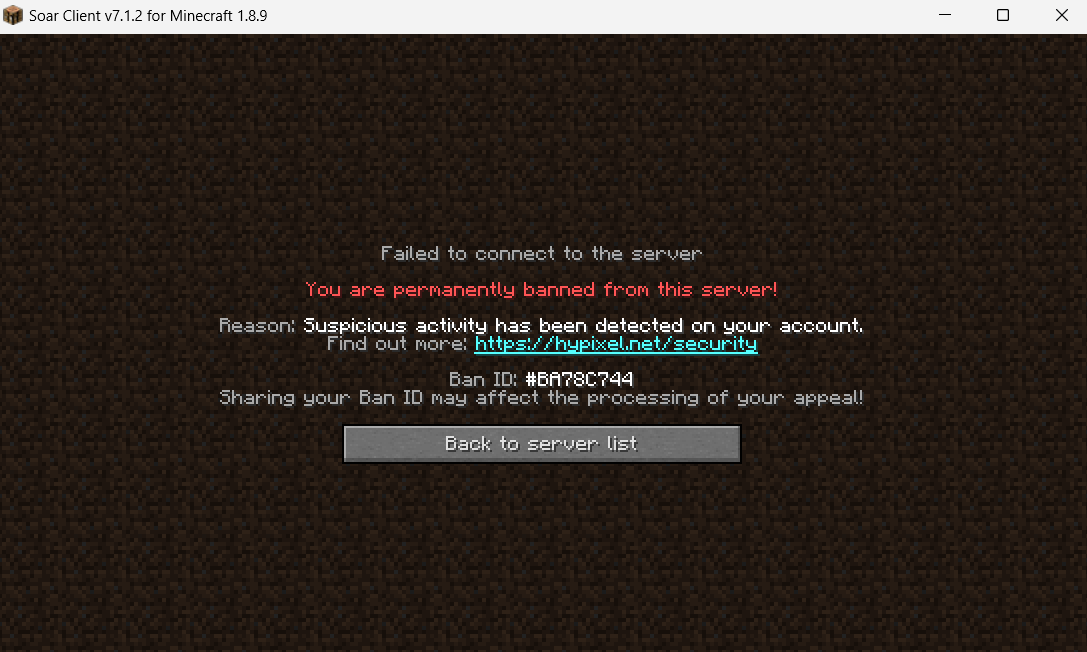 Soar Client v7.1.2 for Minecraft 1.8.9
Failed to connect to the server
You are permanently banned from this server!
Reason: Suspicious activity has been detected on your account.
Find out more: https://hypixel.net/security
Ban ID: #BA78C744
Sharing your Ban ID may affect the processing of your appeal!
Back to server list